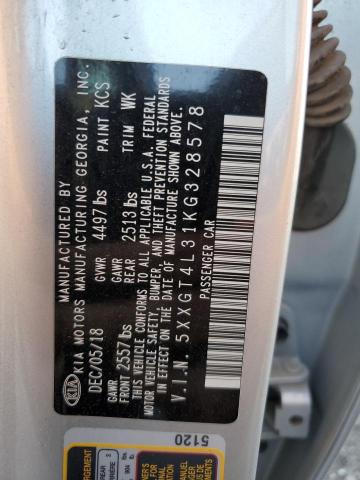 MANUFACTURED BY
KIA KIA MOTORS MANUFACTURING GEORGIA, INC.
DEC/05/18 GVWR 4497 lbs PAINT KCS
GAWR FRONT 2557 lbs GAWR REAR 2513 lbs TRIM WK
THIS VEHICLE CONFORMS TO ALL APPLICABLE U.S.A. FEDERAL
MOTOR VEHICLE SAFETY, BUMPER, AND THEFT PREVENTION STANDARDS
IN EFFECT ON THE DATE OF MANUFACTURE SHOWN ABOVE.
V.I.N. 5XXGT4L31KG328578
PASSENGER CAR
5120